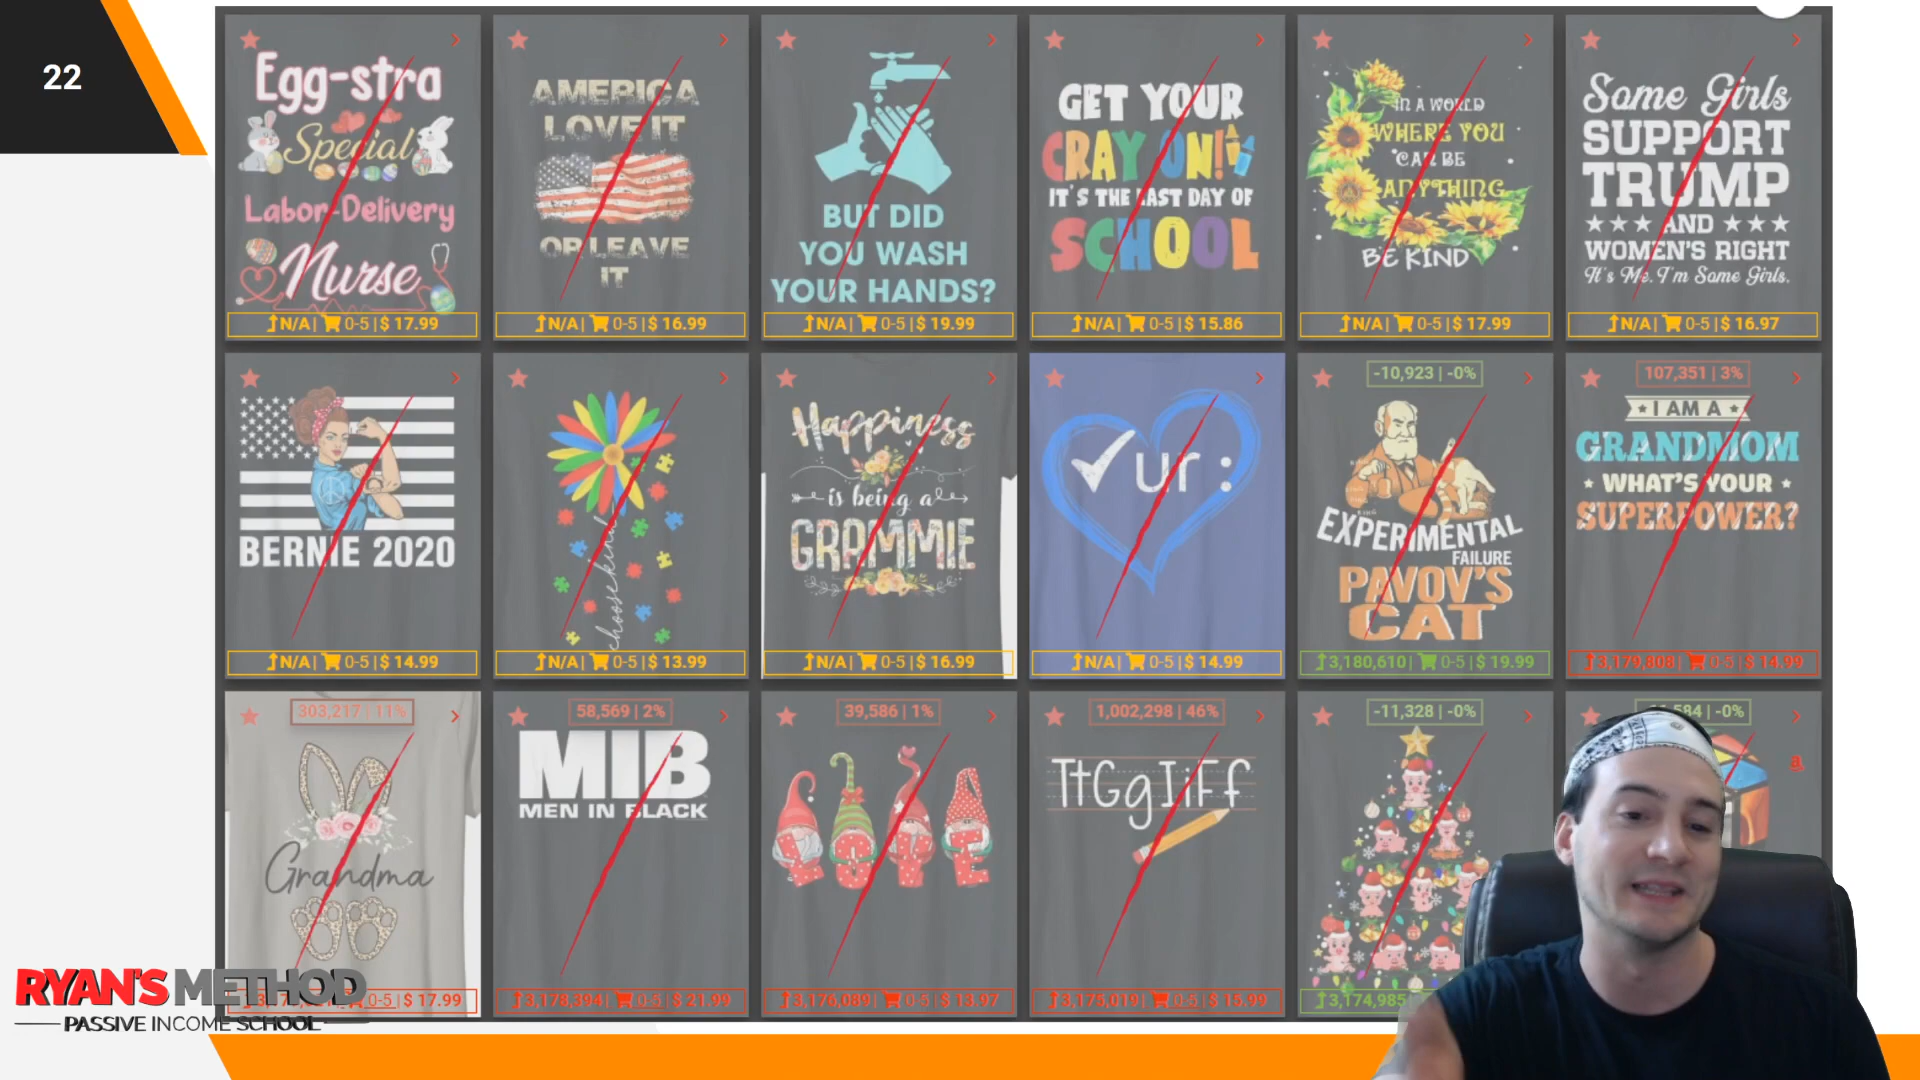 22
Egg-stra
Special
Labor-Delivery
Nurse
N/A | 0-5 | $ 17.99
AMERICA
LOVE IT
OR LEAVE
IT
N/A | 0-5 | $ 16.99
BUT DID
YOU WASH
YOUR HANDS?
N/A | 0-5 | $ 19.99
GET YOUR
CRAY ON!
IT'S THE LAST DAY OF
SCHOOL
N/A | 0-5 | $ 15.86
IN A WORLD
WHERE YOU
CAN BE
ANYTHING
BE KIND
N/A | 0-5 | $ 17.99
Some Girls
SUPPORT
TRUMP
AND
WOMEN'S RIGHT
It's Me. I'm Some Girls.
N/A | 0-5 | $ 16.97
BERNIE 2020
N/A | 0-5 | $ 14.99
choose kind
N/A | 0-5 | $ 13.99
Happiness
is being a
GRAMMIE
N/A | 0-5 | $ 16.99
ur :
N/A | 0-5 | $ 14.99
-10,923 | -0%
EXPERIMENTAL
FAILURE
PAVOV'S
CAT
3,180,610 | 0-5 | $ 19.99
107,351 | 3%
I AM A
GRANDMOM
WHAT'S YOUR
SUPERPOWER?
3,179,808 | 0-5 | $ 14.99
303,217 | 11%
Grandma
0-5 | $ 17.99
58,569 | 2%
MIB
MEN IN BLACK
3,178,394 | 0-5 | $ 21.99
39,586 | 1%
LOVE
3,176,089 | 0-5 | $ 13.97
1,002,298 | 46%
TtGgIiFf
3,175,019 | 0-5 | $ 15.99
-11,328 | -0%
3,174,985
584 | -0%
a
RYAN'S METHOD
PASSIVE INCOME SCHOOL